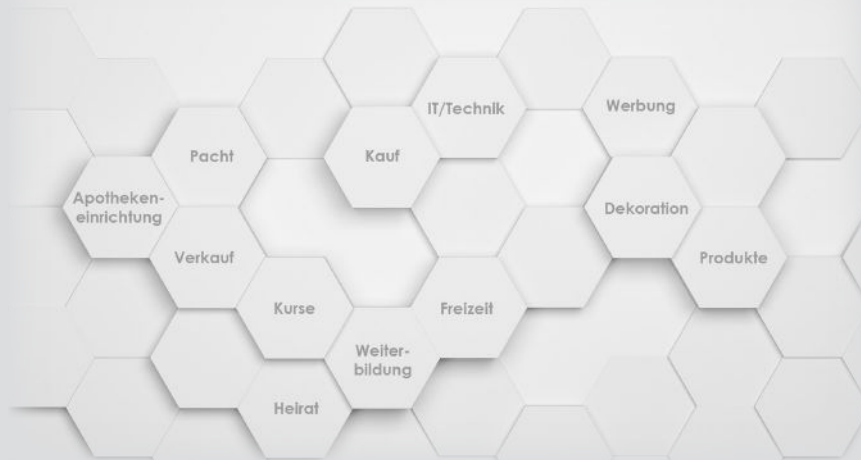 IT/Technik
Werbung
Pacht
Kauf
Apotheken-
einrichtung
Dekoration
Verkauf
Produkte
Kurse
Freizeit
Weiter-
bildung
Heirat